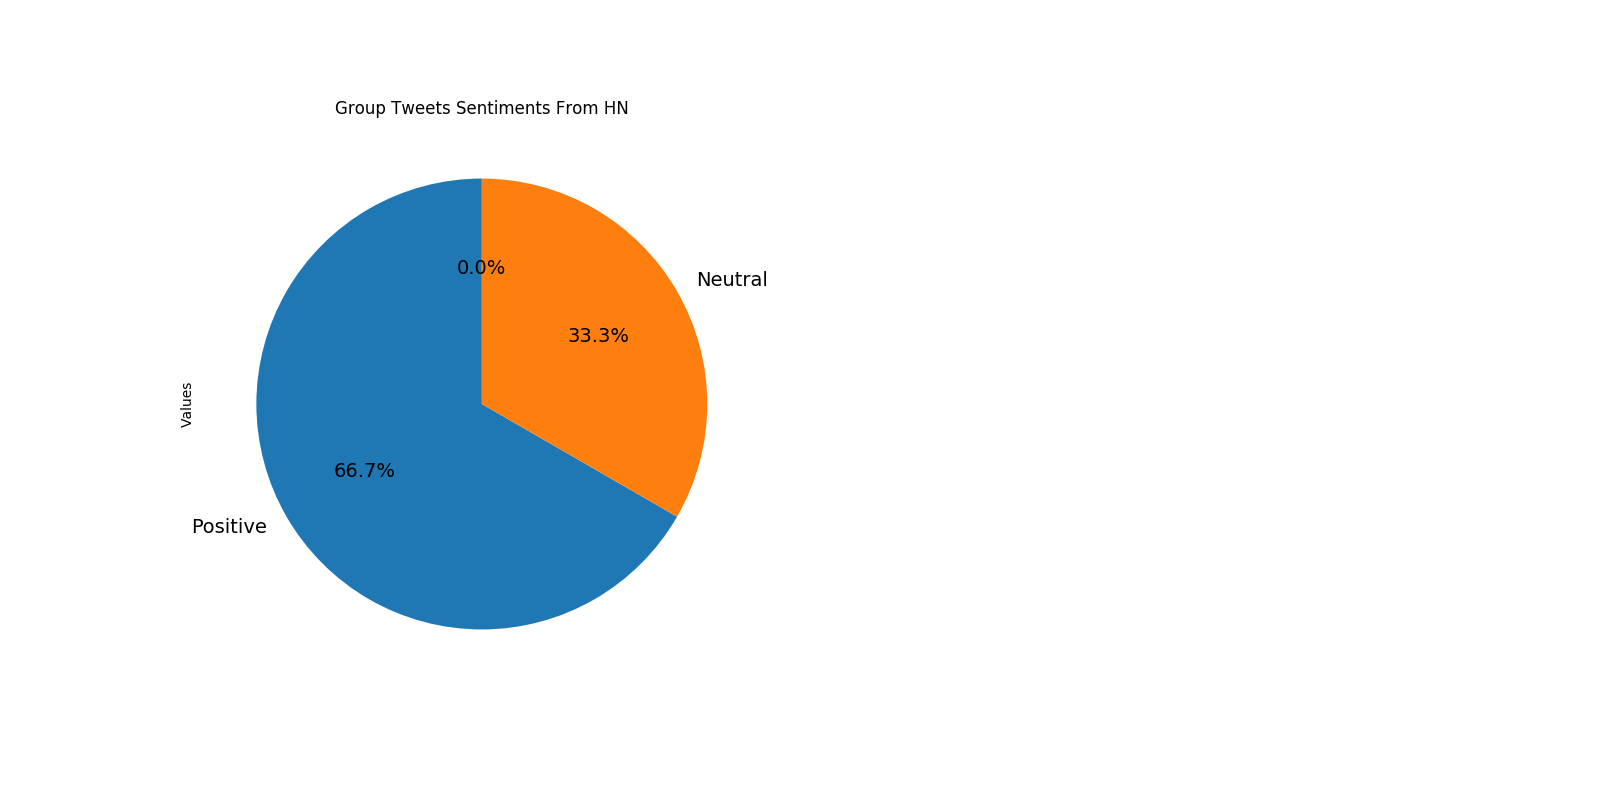 Group Tweets Sentiments From HN
0.0%
Neutral
33.3%
Values
66.7%
Positive